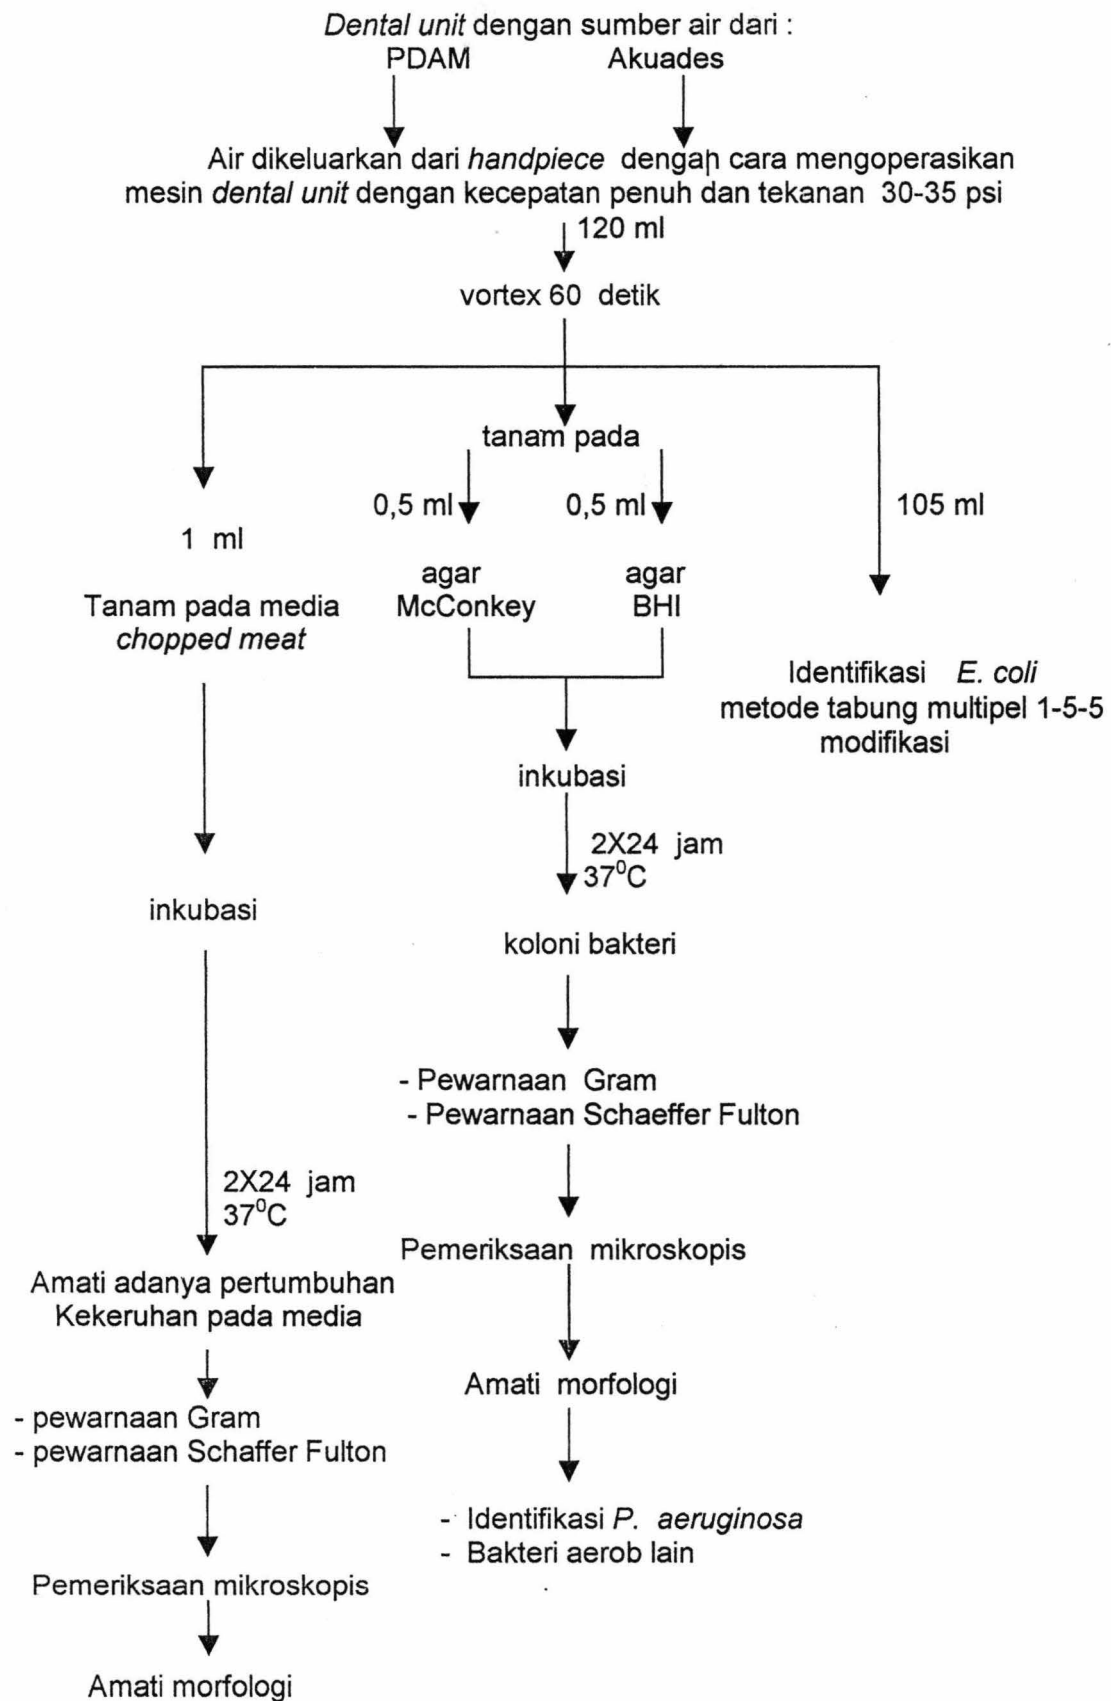 Dental unit dengan sumber air dari :
PDAM Akuades
Air dikeluarkan dari handpiece dengan cara mengoperasikan
mesin dental unit dengan kecepatan penuh dan tekanan 30-35 psi
120 ml
vortex 60 detik
tanam pada
0,5 ml 0,5 ml 105 ml
1 ml
agar agar
McConkey BHI
Tanam pada media
chopped meat
Identifikasi E. coli
metode tabung multipel 1-5-5
modifikasi
inkubasi
2X24 jam
37⁰C
inkubasi
koloni bakteri
- Pewarnaan Gram
- Pewarnaan Schaeffer Fulton
2X24 jam
37⁰C
Pemeriksaan mikroskopis
Amati adanya pertumbuhan
Kekeruhan pada media
Amati morfologi
- pewarnaan Gram
- pewarnaan Schaffer Fulton
- Identifikasi P. aeruginosa
- Bakteri aerob lain
Pemeriksaan mikroskopis
Amati morfologi